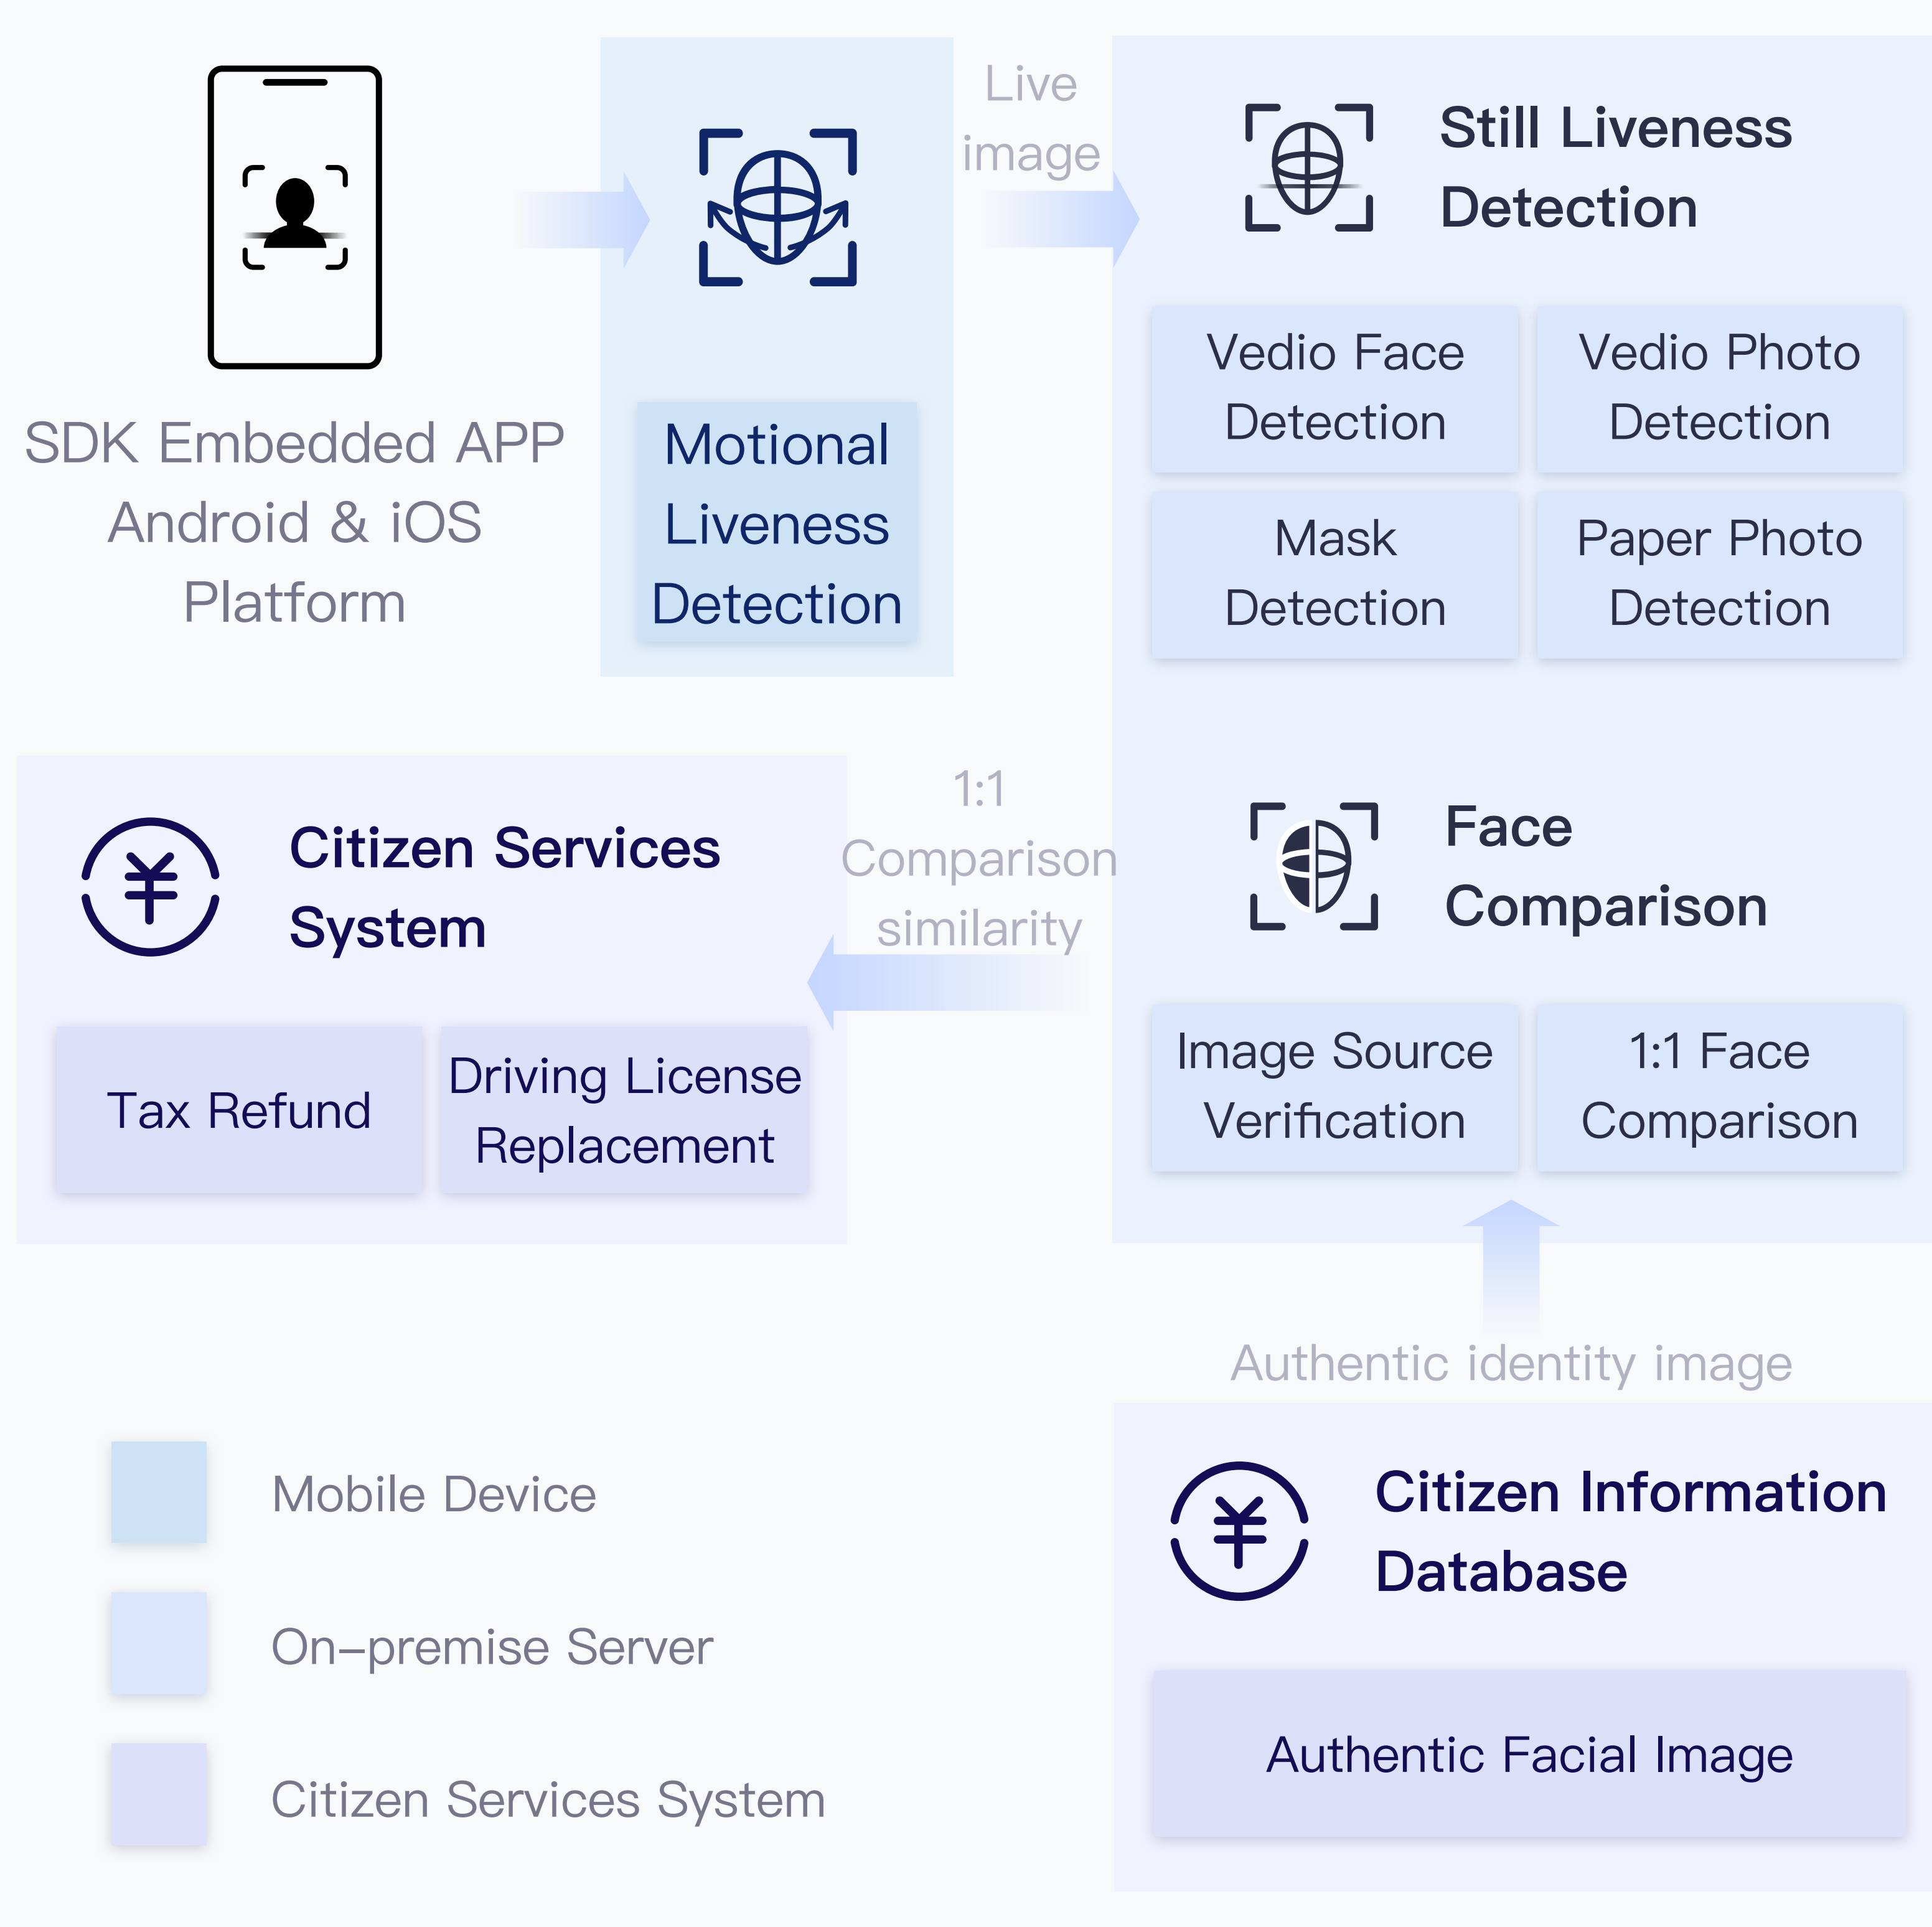 SDK Embedded APP
Android & iOS
Platform
Motional
Liveness
Detection
Live
image
Still Liveness
Detection
Vedio Face
Detection
Vedio Photo
Detection
Mask
Detection
Paper Photo
Detection
Face
Comparison
Image Source
Verification
1:1 Face
Comparison
1:1
Comparison
similarity
Citizen Services
System
Tax Refund
Driving License
Replacement
Authentic identity image
Citizen Information
Database
Authentic Facial Image
Mobile Device
On-premise Server
Citizen Services System